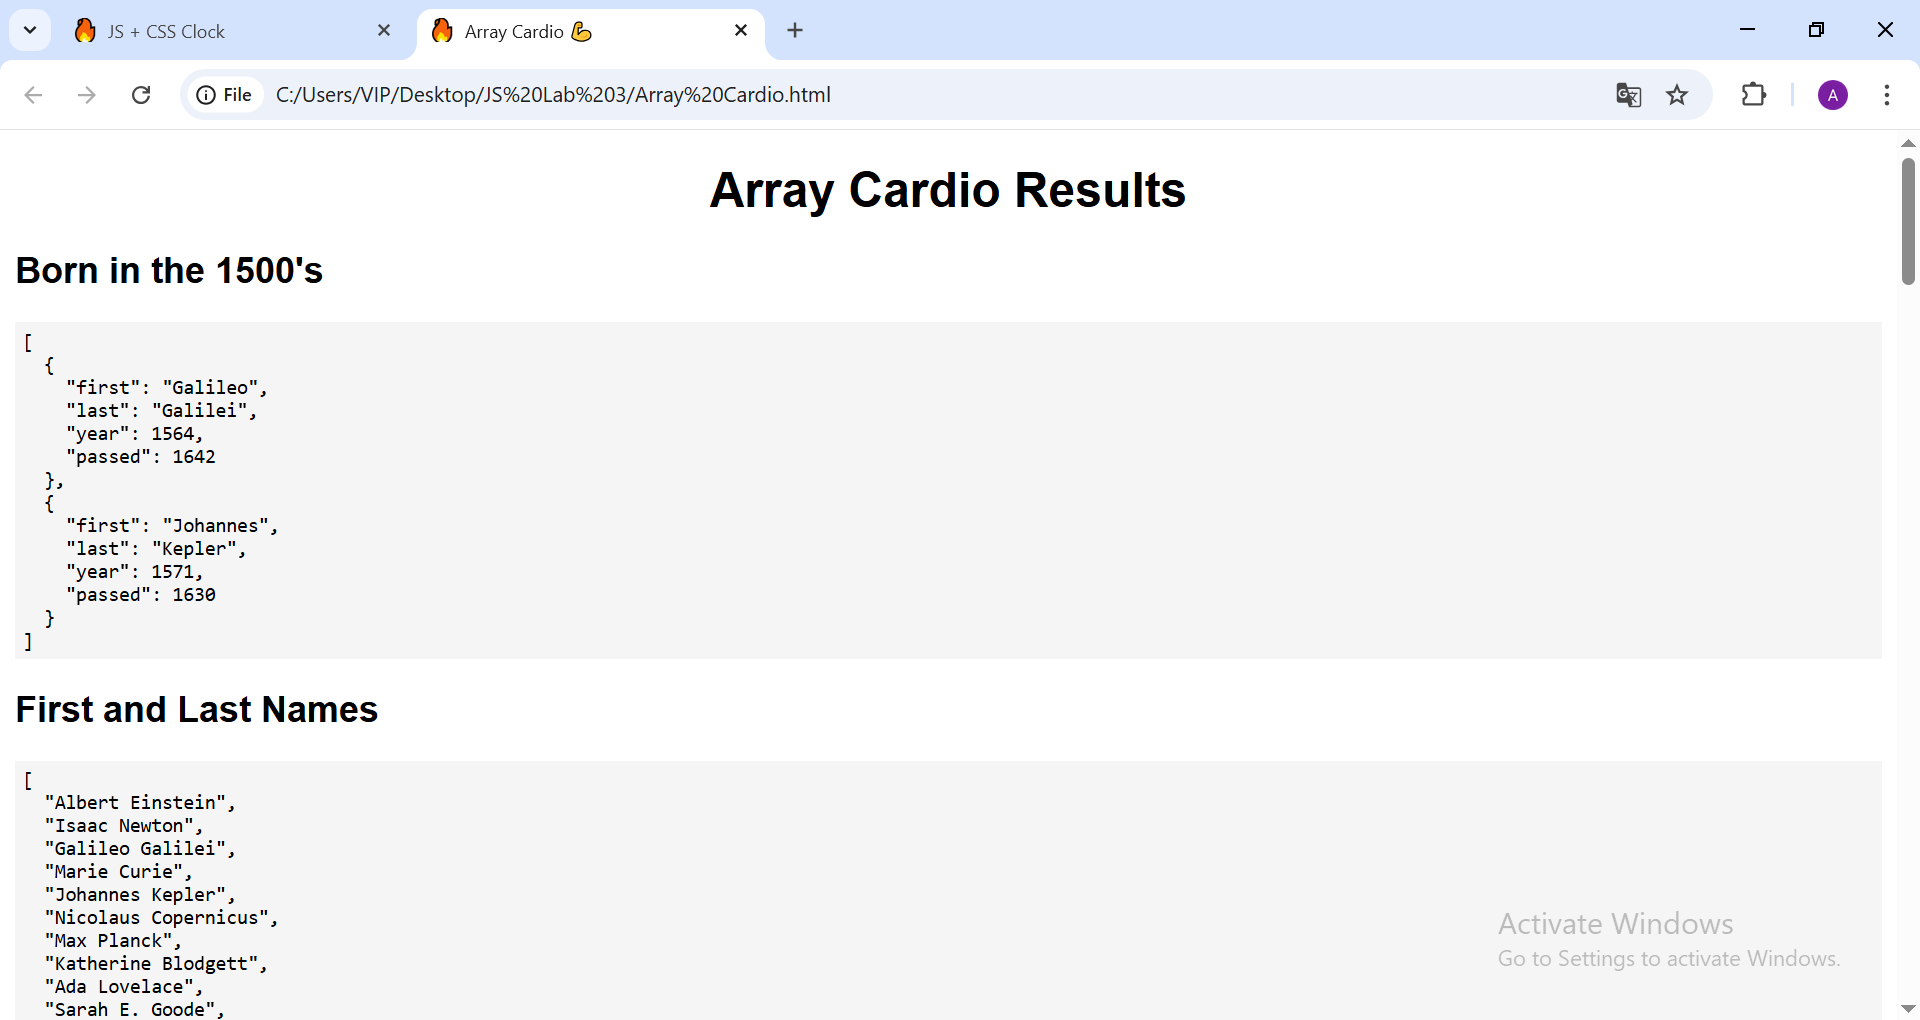 JS + CSS Clock
Array Cardio 💪
File
C:/Users/VIP/Desktop/JS%20Lab%203/Array%20Cardio.html
A
Array Cardio Results
Born in the 1500's
[
  {
    "first": "Galileo",
    "last": "Galilei",
    "year": 1564,
    "passed": 1642
  },
  {
    "first": "Johannes",
    "last": "Kepler",
    "year": 1571,
    "passed": 1630
  }
]
First and Last Names
[
  "Albert Einstein",
  "Isaac Newton",
  "Galileo Galilei",
  "Marie Curie",
  "Johannes Kepler",
  "Nicolaus Copernicus",
  "Max Planck",
  "Katherine Blodgett",
  "Ada Lovelace",
  "Sarah E. Goode",
Activate Windows
Go to Settings to activate Windows.